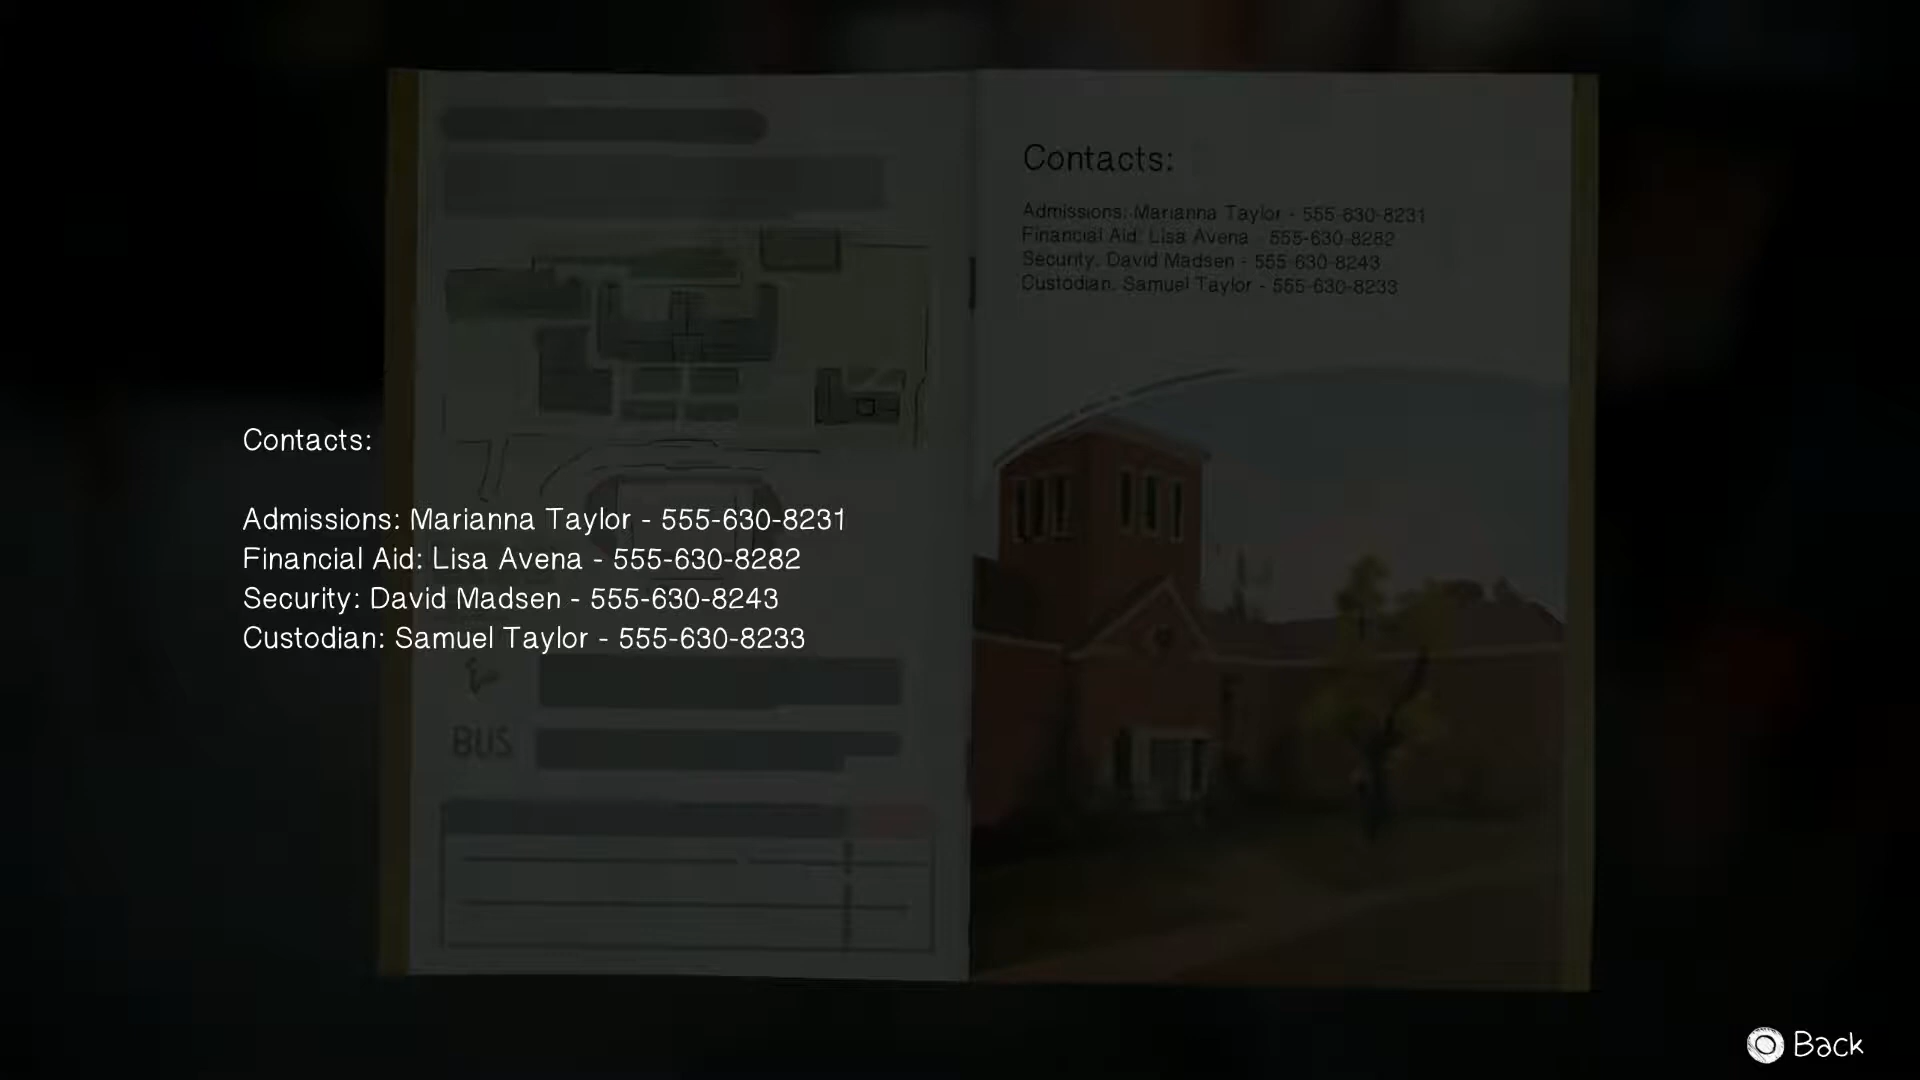 Contacts:
Admissions: Marianna Taylor - 555-630-8231
Financial Aid: Lisa Avena - 555-630-8282
Security: David Madsen - 555-630-8243
Custodian: Samuel Taylor - 555-630-8233
Contacts:
Admissions: Marianna Taylor - 555-630-8231
Financial Aid: Lisa Avena - 555-630-8282
Security: David Madsen - 555-630-8243
Custodian: Samuel Taylor - 555-630-8233
BUS
Back